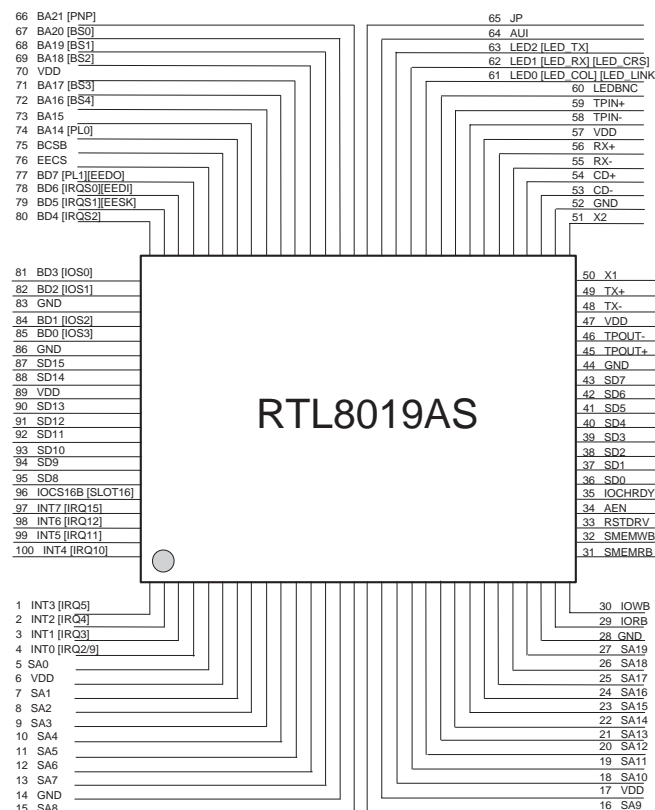 66 BA21 [PNP]
67 BA20 [BS0]
68 BA19 [BS1]
69 BA18 [BS2]
70 VDD
71 BA17 [BS3]
72 BA16 [BS4]
73 BA15
74 BA14 [PL0]
75 BCSB
76 EECS
77 BD7 [PL1][EEDO]
78 BD6 [IRQS0][EEDI]
79 BD5 [IRQS1][EESK]
80 BD4 [IRQS2]
65 JP
64 AUI
63 LED2 [LED_TX]
62 LED1 [LED_RX] [LED_CRS]
61 LED0 [LED_COL] [LED_LINK
60 LEDBNC
59 TPIN+
58 TPIN-
57 VDD
56 RX+
55 RX-
54 CD+
53 CD-
52 GND
51 X2
81 BD3 [IOS0]
82 BD2 [IOS1]
83 GND
84 BD1 [IOS2]
85 BD0 [IOS3]
86 GND
87 SD15
88 SD14
89 VDD
90 SD13
91 SD12
92 SD11
93 SD10
94 SD9
95 SD8
96 IOCS16B [SLOT16]
97 INT7 [IRQ15]
98 INT6 [IRQ12]
99 INT5 [IRQ11]
100 INT4 [IRQ10]
RTL8019AS
50 X1
49 TX+
48 TX-
47 VDD
46 TPOUT-
45 TPOUT+
44 GND
43 SD7
42 SD6
41 SD5
40 SD4
39 SD3
38 SD2
37 SD1
36 SD0
35 IOCHRDY
34 AEN
33 RSTDRV
32 SMEMWB
31 SMEMRB
1 INT3 [IRQ5]
2 INT2 [IRQ4]
3 INT1 [IRQ3]
4 INT0 [IRQ2/9]
5 SA0
6 VDD
7 SA1
8 SA2
9 SA3
10 SA4
11 SA5
12 SA6
13 SA7
14 GND
15 SA8
30 IOWB
29 IORB
28 GND
27 SA19
26 SA18
25 SA17
24 SA16
23 SA15
22 SA14
21 SA13
20 SA12
19 SA11
18 SA10
17 VDD
16 SA9